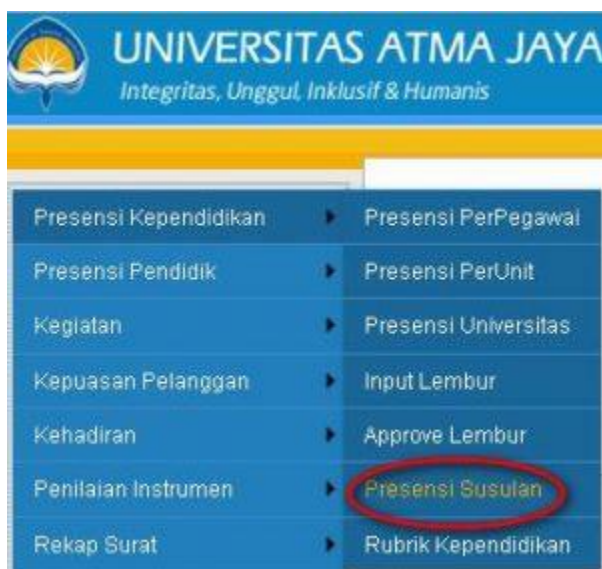 UNIVERSITAS ATMA JAYA
Integritas, Unggul, Inklusif & Humanis
Presensi Kependidikan
Presensi Pendidik
Kegiatan
Kepuasan Pelanggan
Kehadiran
Penilaian Instrumen
Rekap Surat
Presensi PerPegawai
Presensi PerUnit
Presensi Universitas
Input Lembur
Approve Lembur
Presensi Susulan
Rubrik Kependidikan